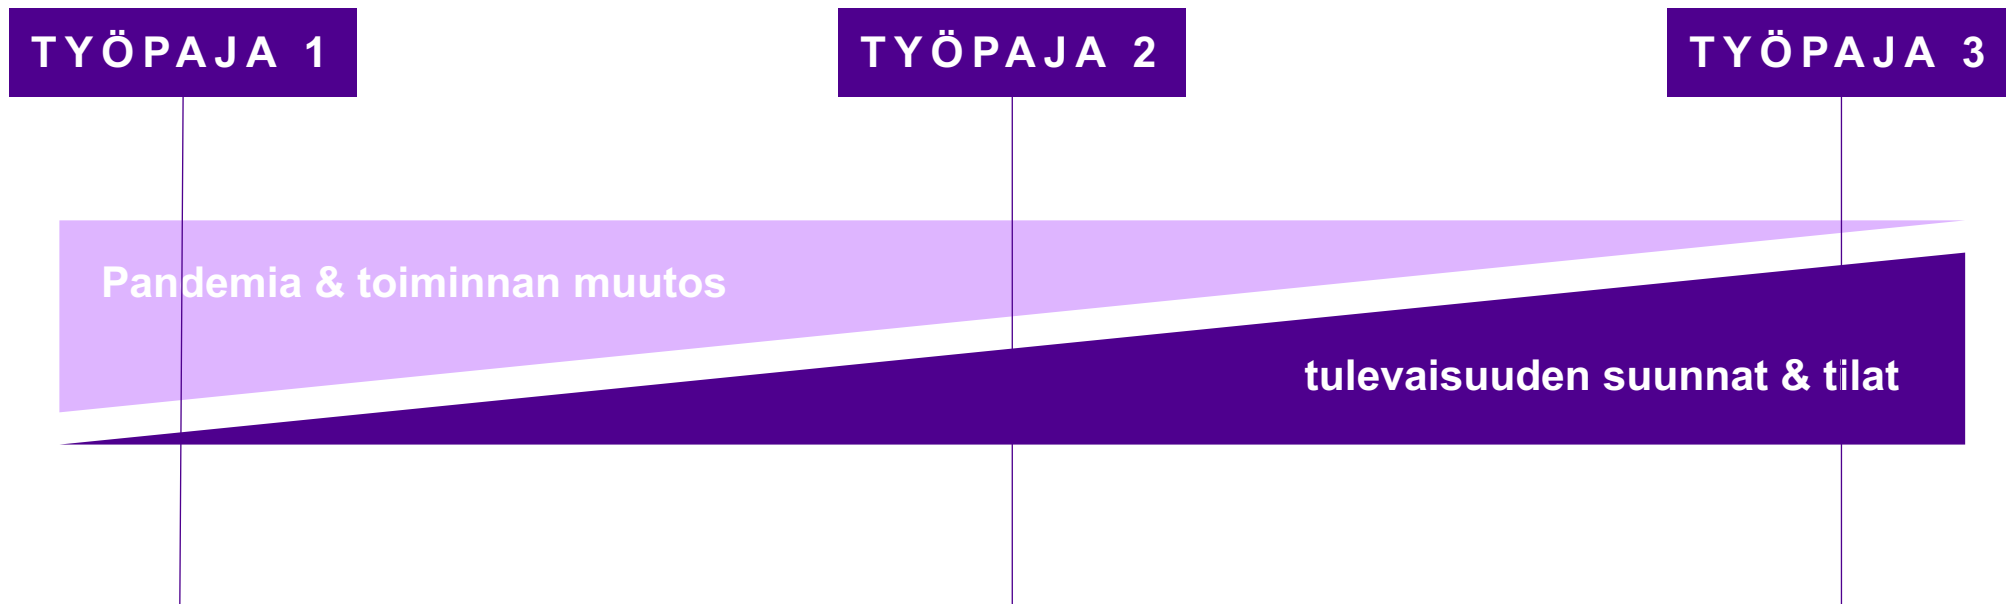 TYÖPAJA 1
TYÖPAJA 2
TYÖPAJA 3
Pandemia & toiminnan muutos
tulevaisuuden suunnat & tilat